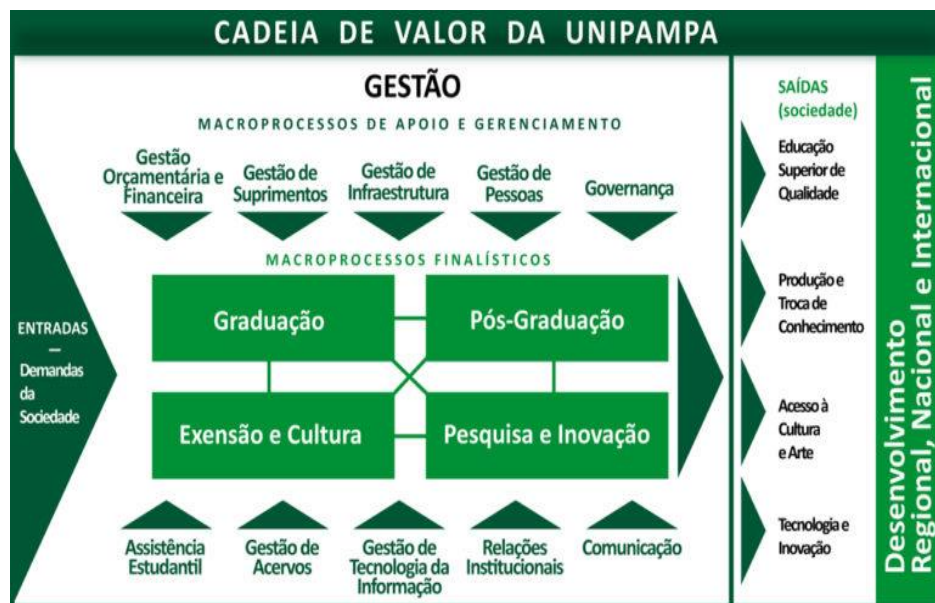 CADEIA DE VALOR DA UNIPAMPA
GESTÃO
MACROPROCESSOS DE APOIO E GERENCIAMENTO
Gestão
Orçamentária e
Financeira
Gestão de
Suprimentos
Gestão de
Infraestrutura
Gestão de
Pessoas
Governança
MACROPROCESSOS FINALÍSTICOS
ENTRADAS
—
Demandas
da
Sociedade
Graduação
Pós-Graduação
Exensão e Cultura
Pesquisa e Inovação
Assistência
Estudantil
Gestão de
Acervos
Gestão de
Tecnologia da
Informação
Relações
Institucionais
Comunicação
SAÍDAS
(sociedade)
Educação
Superior de
Qualidade
Produção e
Troca de
Conhecimento
Acesso à
Cultura
e Arte
Tecnologia e
Inovação
Desenvolvimento
Regional, Nacional e Internacional